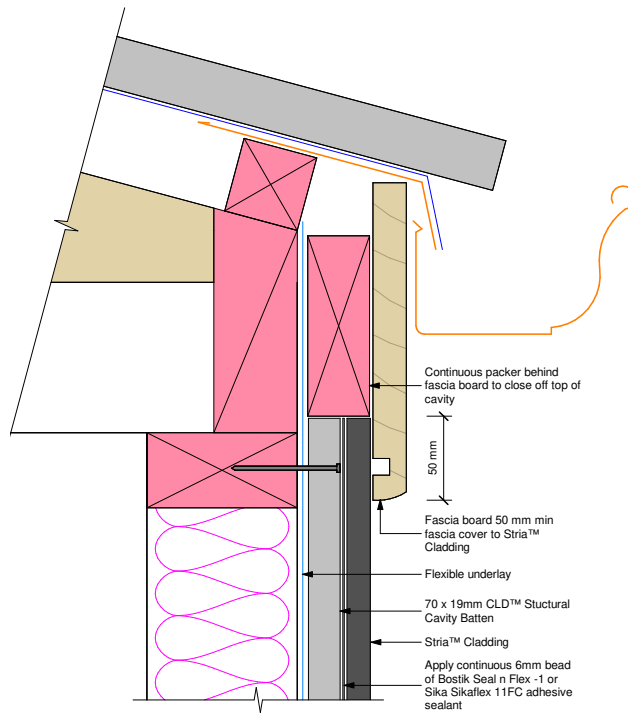 Continuous packer behind
fascia board to close off top of
cavity
50 mm
Fascia board 50 mm min
fascia cover to Stria™
Cladding
Flexible underlay
70 x 19mm CLD™ Stuctural
Cavity Batten
Stria™ Cladding
Apply continuous 6mm bead
of Bostik Seal n Flex -1 or
Sika Sikaflex 11FC adhesive
sealant